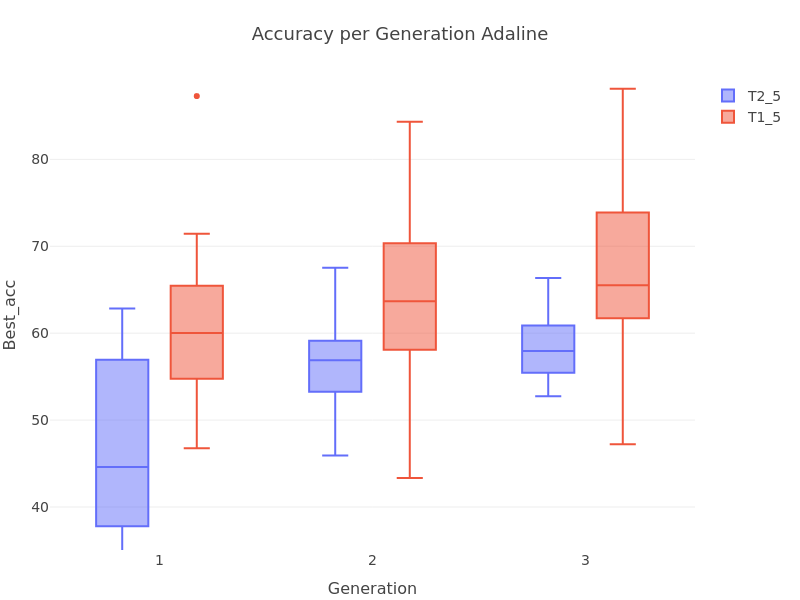 Accuracy per Generation Adaline
T2_5
T1_5
80
70
60
50
40
Best_acc
1
2
3
Generation